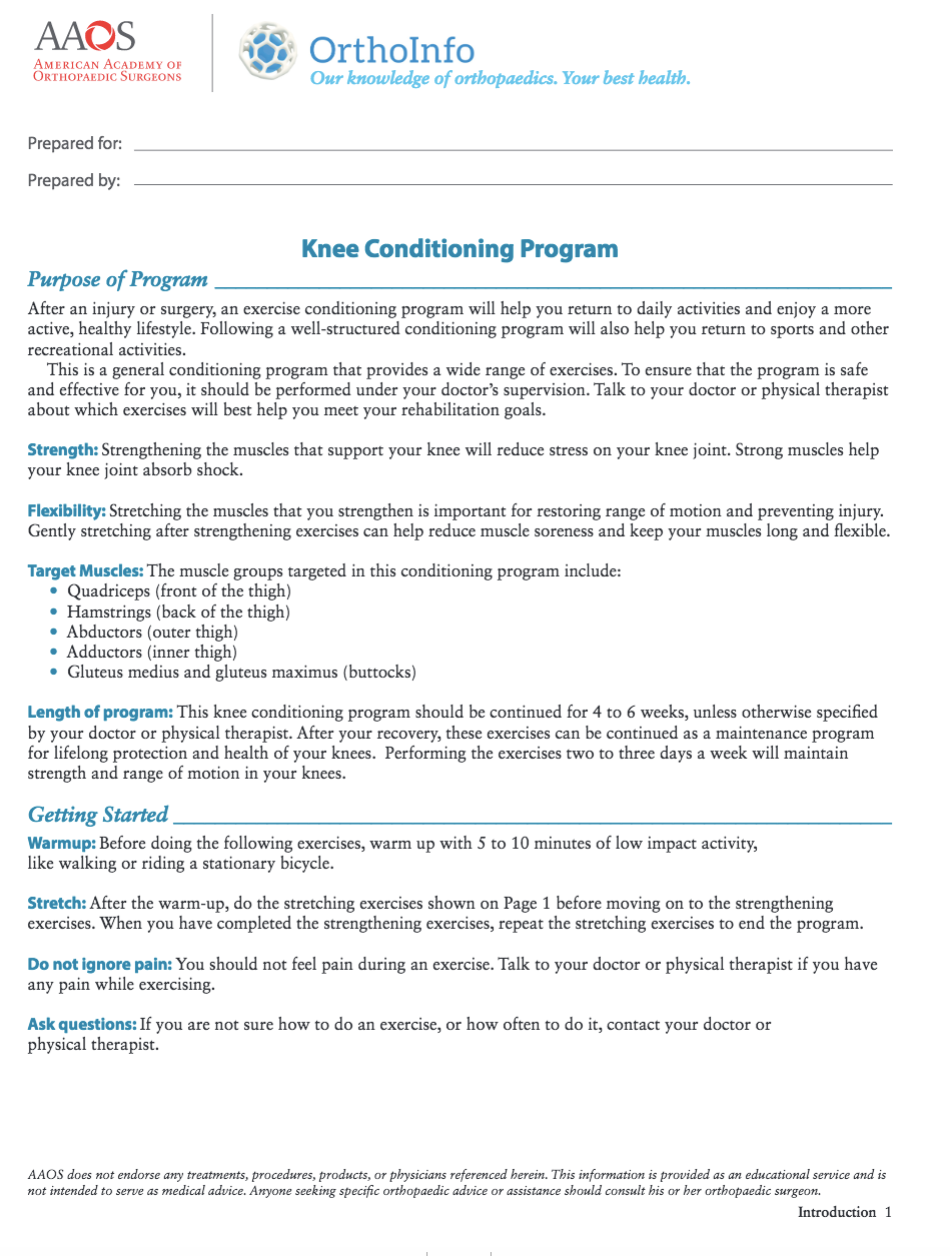 AAOS
AMERICAN ACADEMY OF
ORTHOPAEDIC SURGEONS
OrthoInfo
Our knowledge of orthopaedics. Your best health.
Prepared for:
Prepared by:
Knee Conditioning Program
Purpose of Program
After an injury or surgery, an exercise conditioning program will help you return to daily activities and enjoy a more
active, healthy lifestyle. Following a well-structured conditioning program will also help you return to sports and other
recreational activities.
This is a general conditioning program that provides a wide range of exercises. To ensure that the program is safe
and effective for you, it should be performed under your doctor's supervision. Talk to your doctor or physical therapist
about which exercises will best help you meet your rehabilitation goals.
Strength: Strengthening the muscles that support your knee will reduce stress on your knee joint. Strong muscles help
your knee joint absorb shock.
Flexibility: Stretching the muscles that you strengthen is important for restoring range of motion and preventing injury.
Gently stretching after strengthening exercises can help reduce muscle soreness and keep your muscles long and flexible.
Target Muscles: The muscle groups targeted in this conditioning program include:
• Quadriceps (front of the thigh)
• Hamstrings (back of the thigh)
• Abductors (outer thigh)
• Adductors (inner thigh)
• Gluteus medius and gluteus maximus (buttocks)
Length of program: This knee conditioning program should be continued for 4 to 6 weeks, unless otherwise specified
by your doctor or physical therapist. After your recovery, these exercises can be continued as a maintenance program
for lifelong protection and health of your knees. Performing the exercises two to three days a week will maintain
strength and range of motion in your knees.
Getting Started
Warmup: Before doing the following exercises, warm up with 5 to 10 minutes of low impact activity,
like walking or riding a stationary bicycle.
Stretch: After the warm-up, do the stretching exercises shown on Page 1 before moving on to the strengthening
exercises. When you have completed the strengthening exercises, repeat the stretching exercises to end the program.
Do not ignore pain: You should not feel pain during an exercise. Talk to your doctor or physical therapist if you have
any pain while exercising.
Ask questions: If you are not sure how to do an exercise, or how often to do it, contact your doctor or
physical therapist.
AAOS does not endorse any treatments, procedures, products, or physicians referenced herein. This information is provided as an educational service and is
not intended to serve as medical advice. Anyone seeking specific orthopaedic advice or assistance should consult his or her orthopaedic surgeon.
Introduction 1